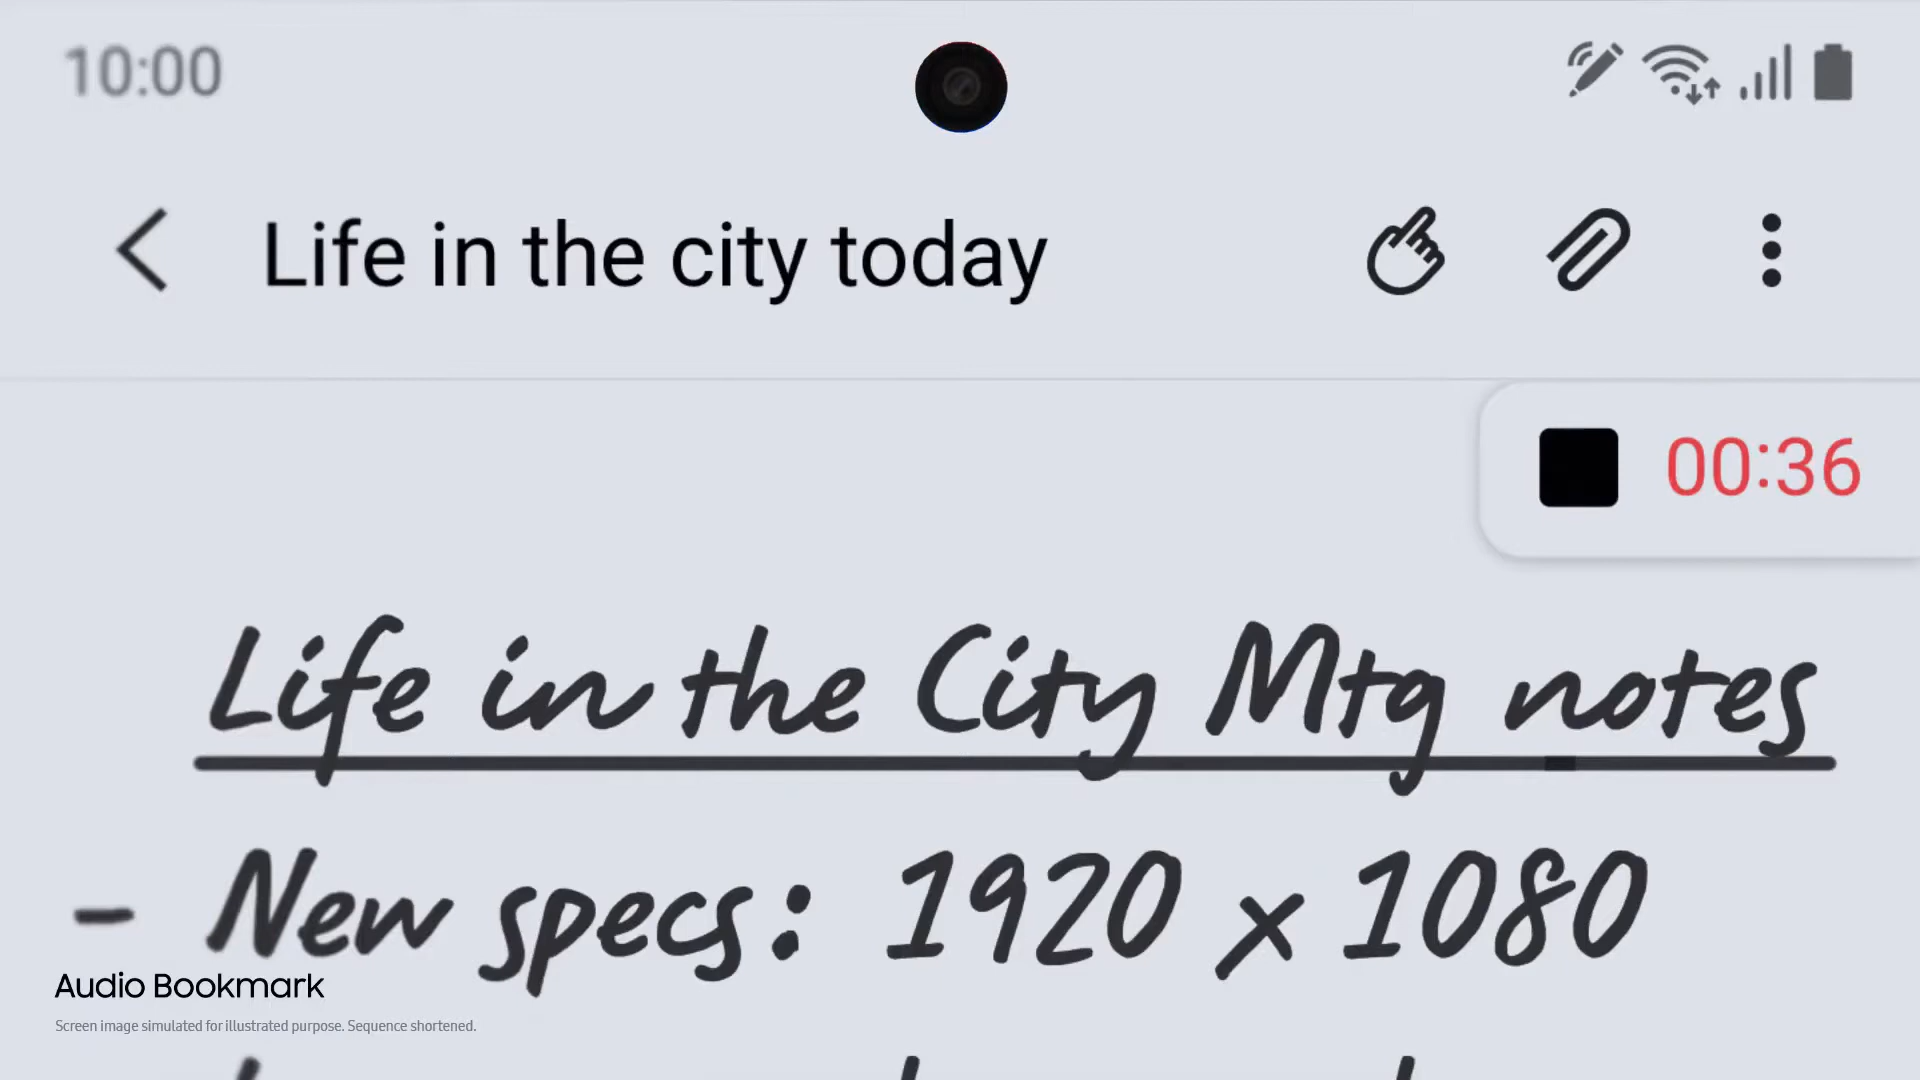 10:00
Life in the city today
00:36
Life in the City Mtg notes
- New specs: 1920 x 1080
Audio Bookmark
Screen image simulated for illustrated purpose. Sequence shortened.